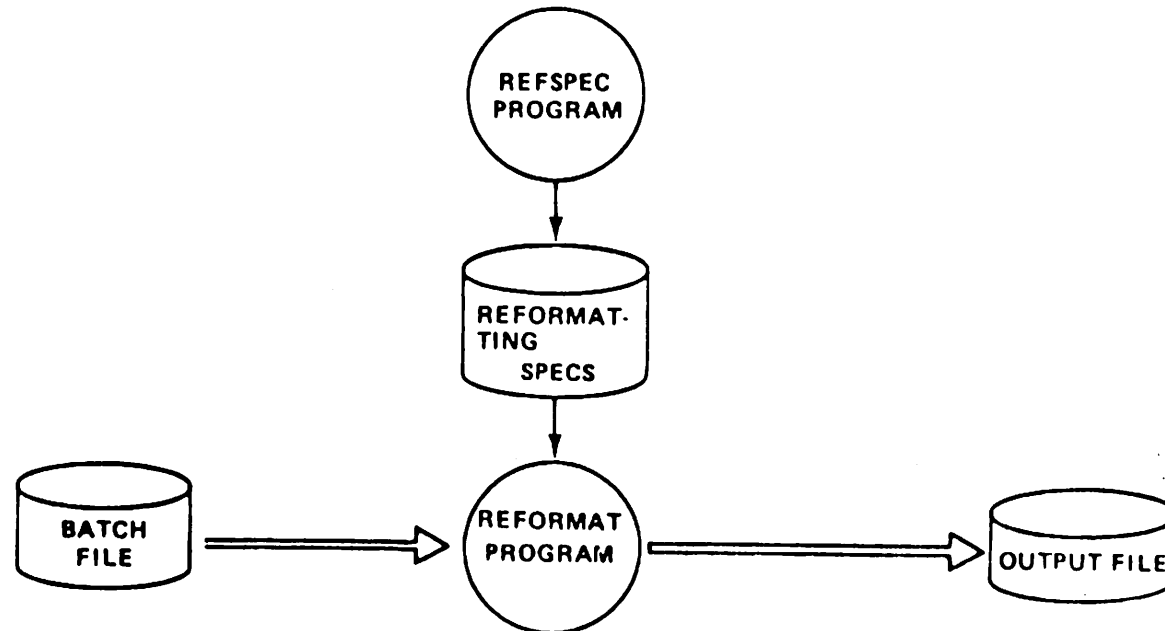 REFSPEC
PROGRAM
REFORMAT-
TING
SPECS
BATCH
FILE
REFORMAT
PROGRAM
OUTPUT FILE